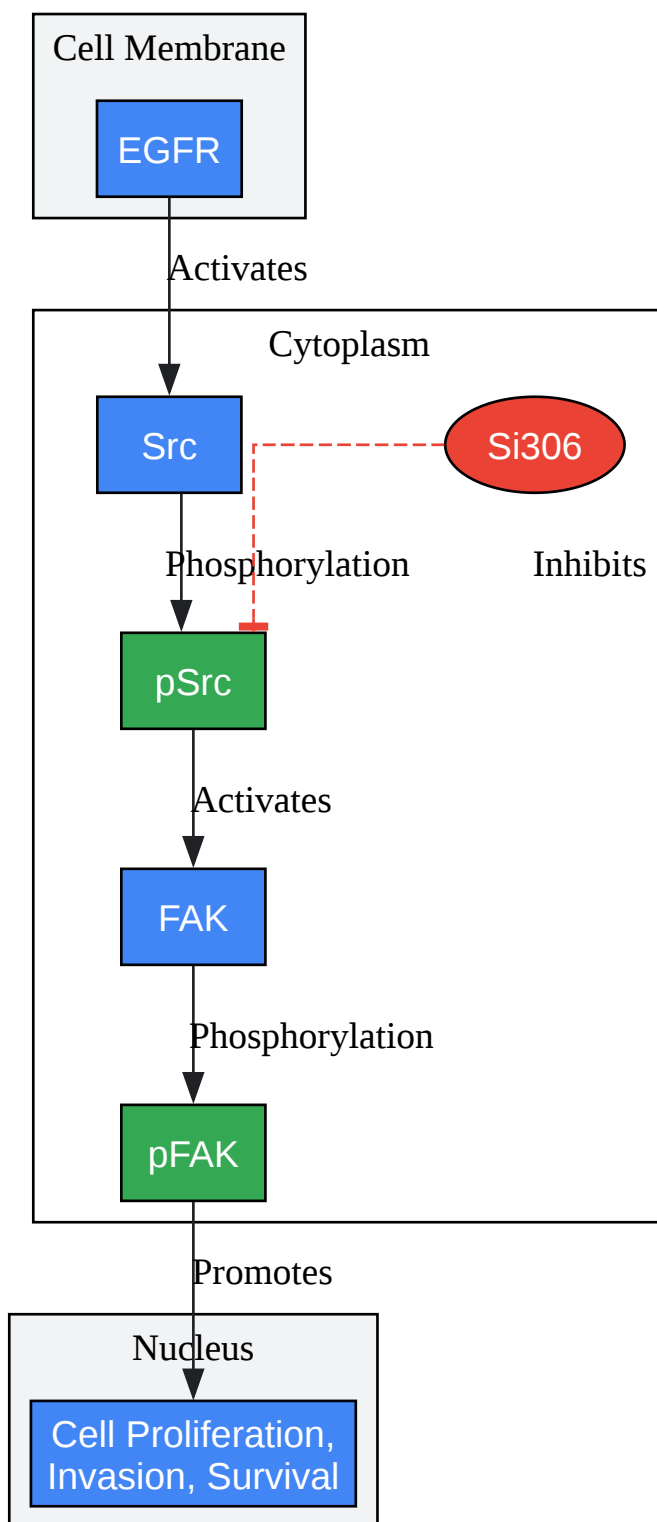 Cell Membrane
EGFR
Activates
Cytoplasm
Src
Si306
Phosphorylation
Inhibits
pSrc
Activates
FAK
Phosphorylation
pFAK
Promotes
Nucleus
Cell Proliferation,
Invasion, Survival